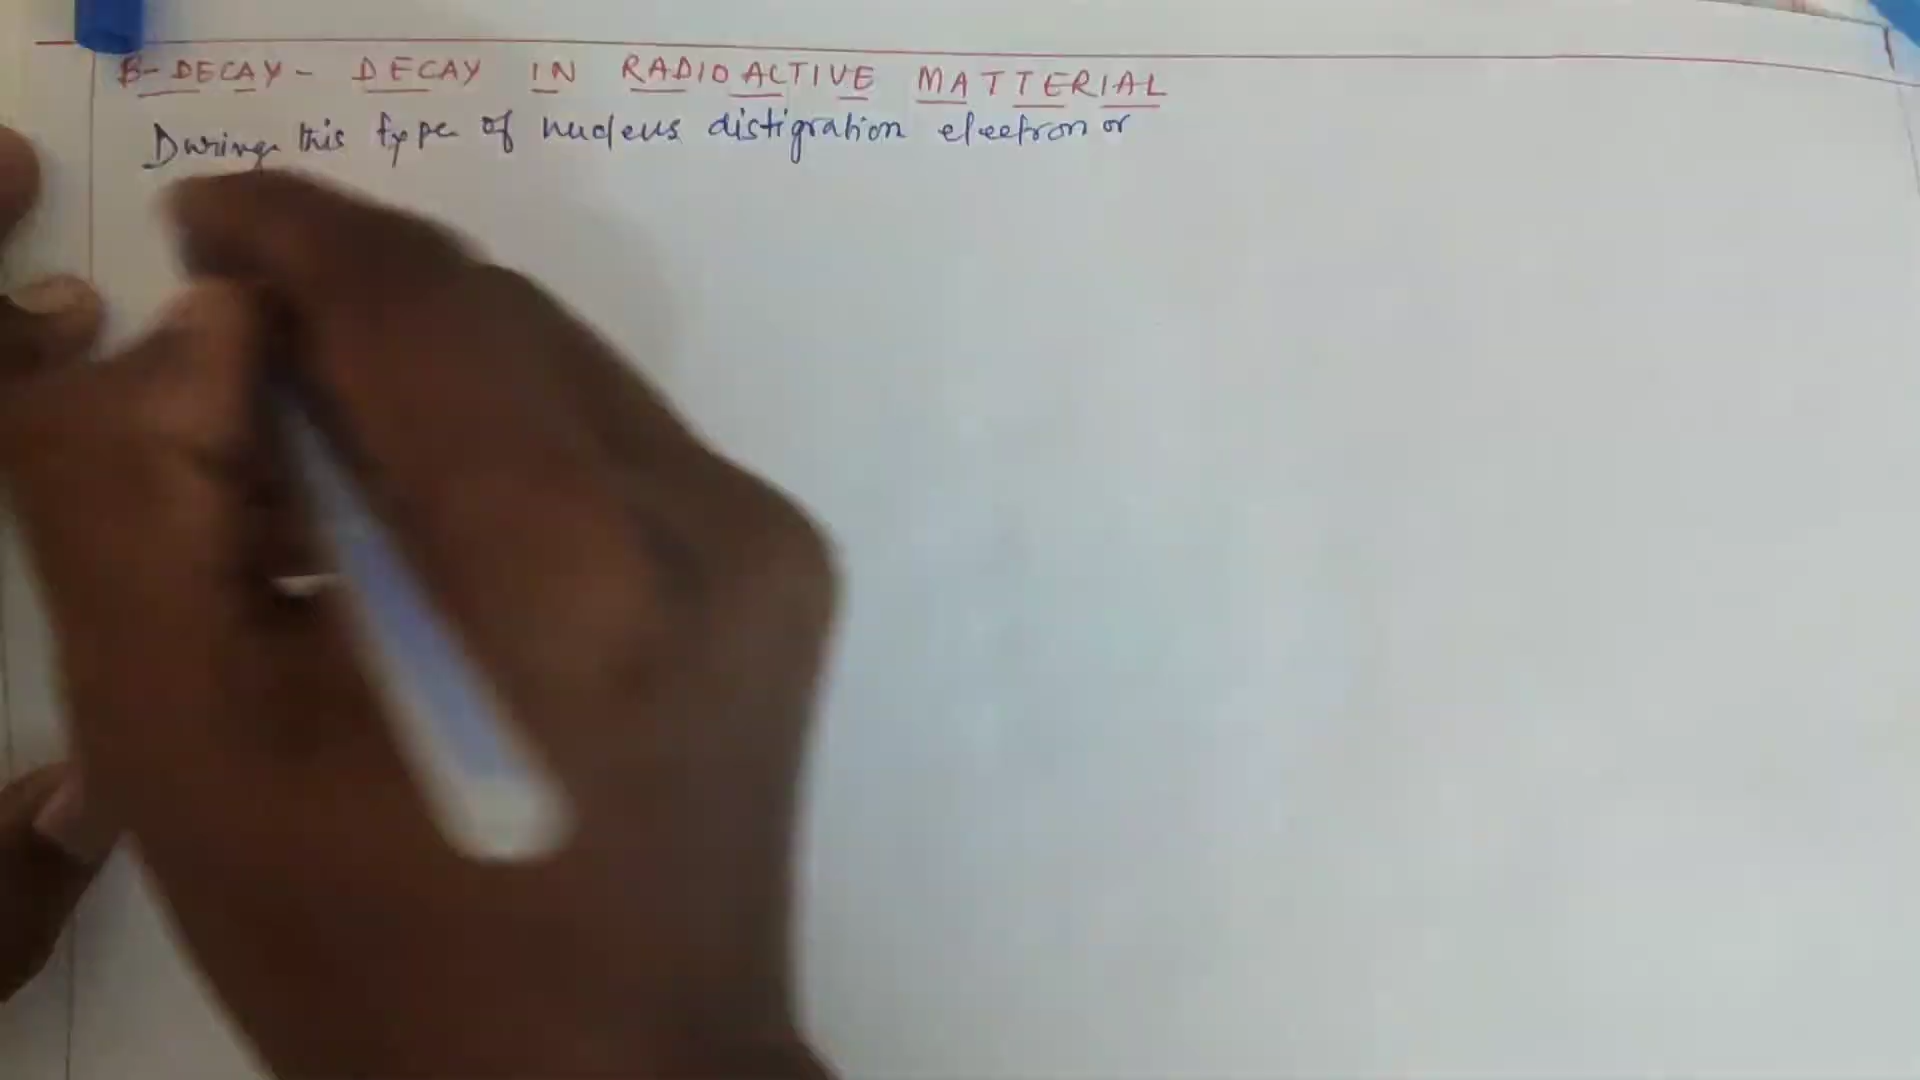 β-DECAY- DECAY IN RADIOACTIVE MATTERIAL
During this type of nucleus distigration electron or